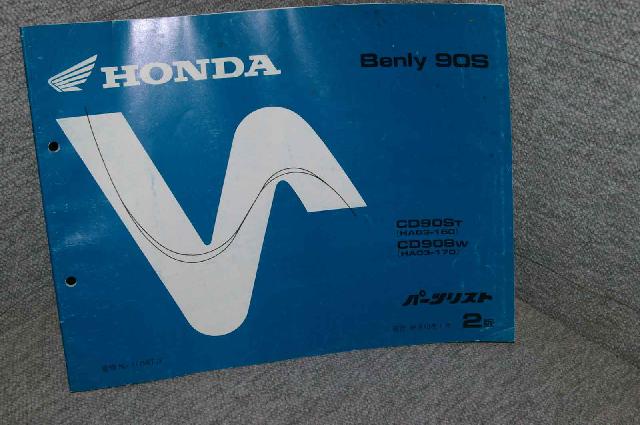 HONDA
Benly 90S
CD90ST
(HA03-160)
CD90SW
(HA03-170)
パーツリスト
2版